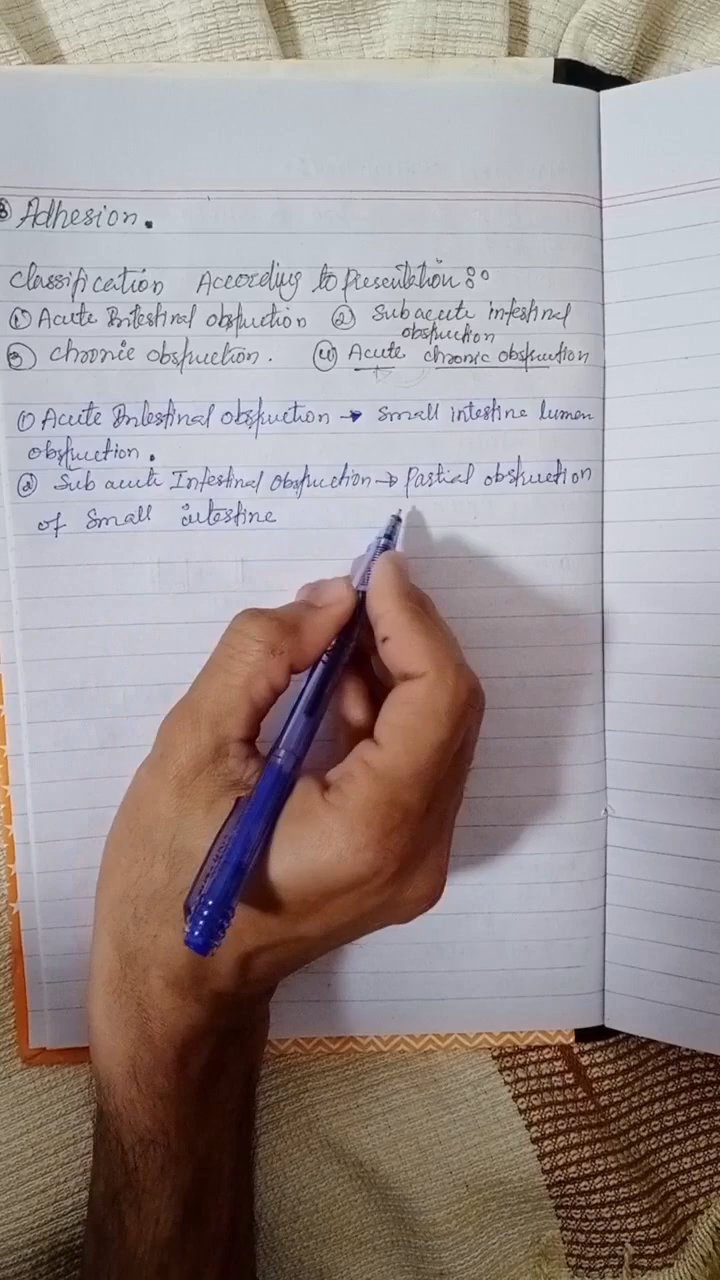 ③ Adhesion.
Classification According to Presentation :-
① Acute Intestinal obstruction ② Subacute intestinal
obstruction
③ Chronic obstruction. ④ Acute chronic obstruction
① Acute Intestinal obstruction → Small intestine lumen
obstruction.
② Sub acute Intestinal Obstruction → Partial obstruction
of Small intestine